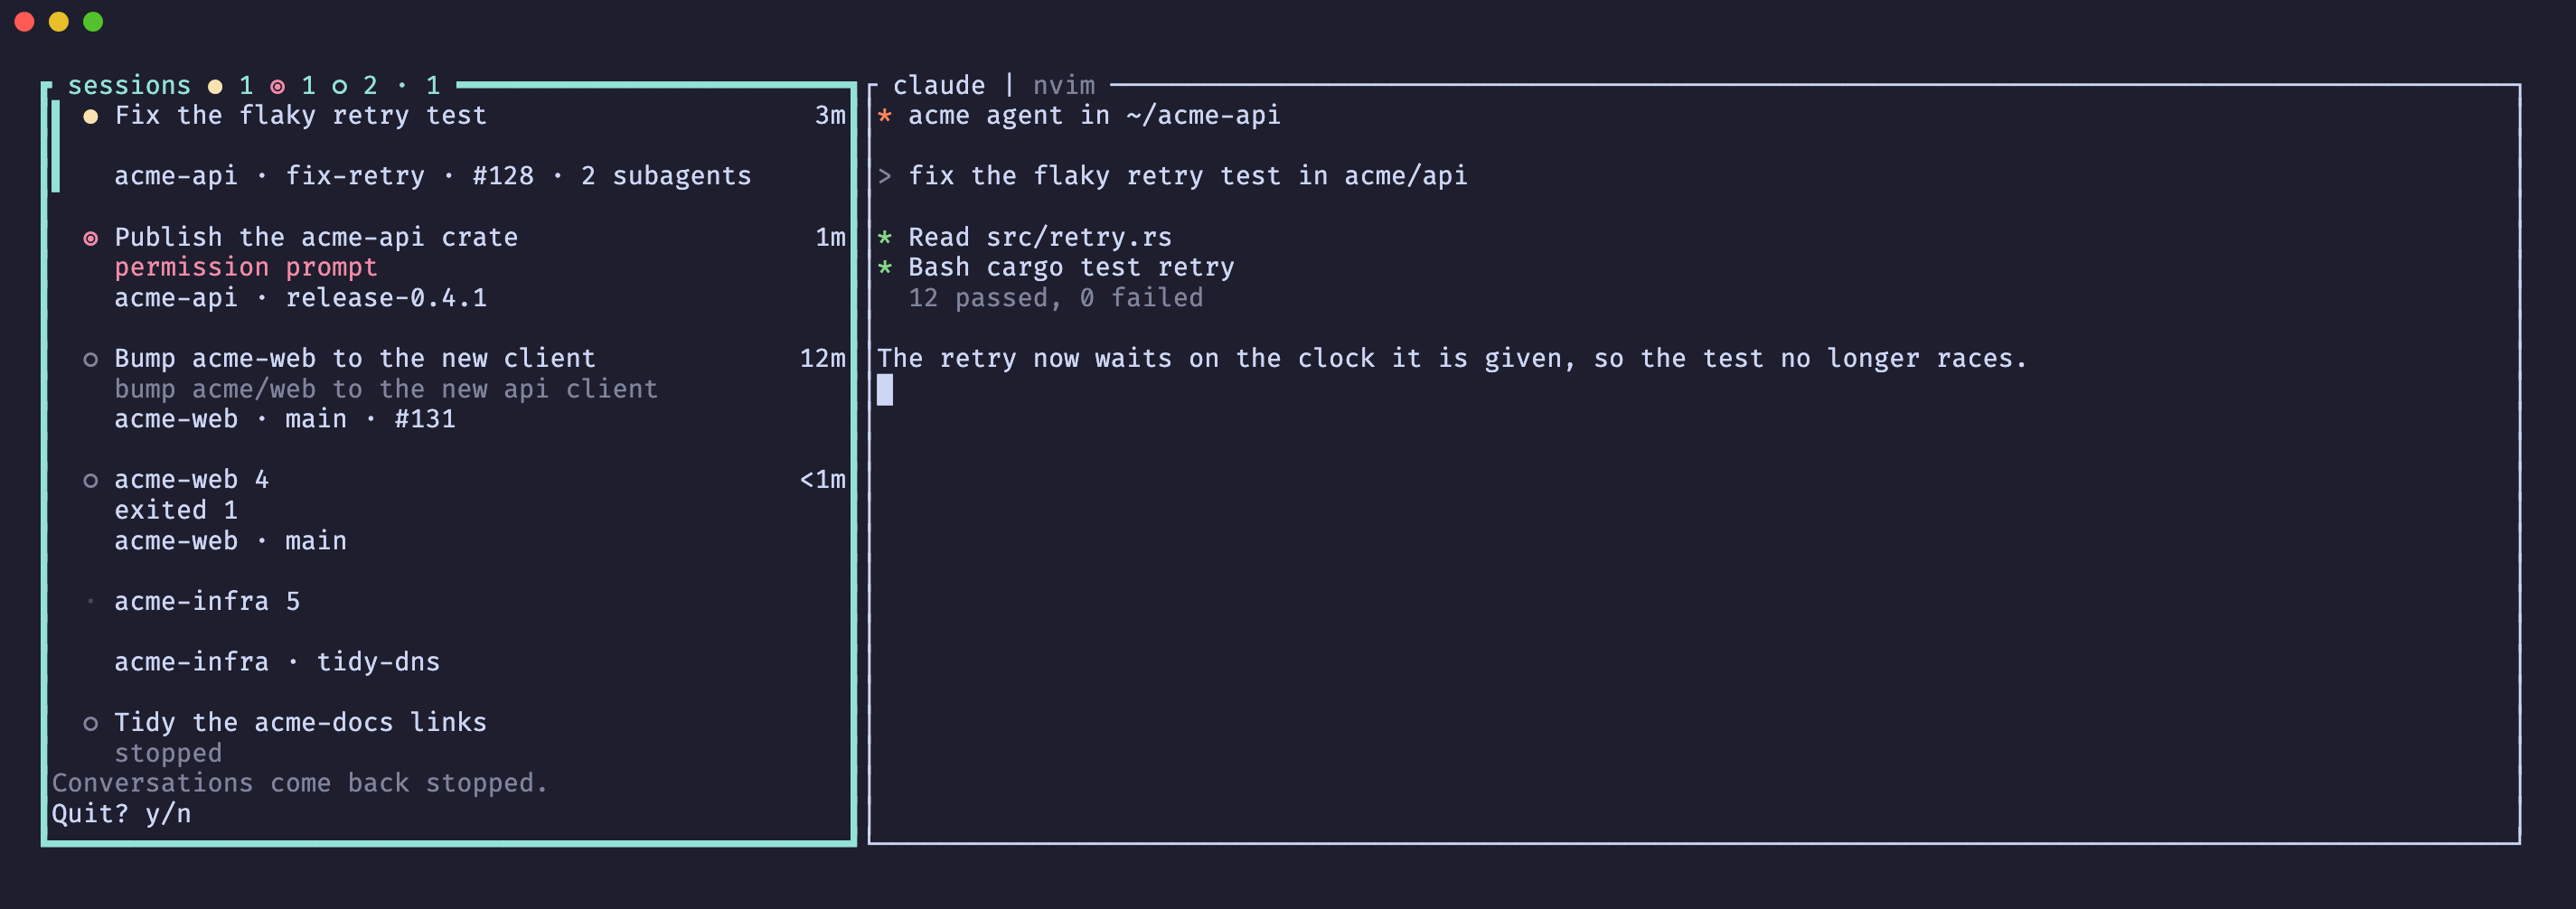 sessions ● 1 ◉ 1 ○ 2 · 1
● Fix the flaky retry test 3m
acme-api · fix-retry · #128 · 2 subagents
◉ Publish the acme-api crate 1m
permission prompt
acme-api · release-0.4.1
○ Bump acme-web to the new client 12m
bump acme/web to the new api client
acme-web · main · #131
○ acme-web 4 <1m
exited 1
acme-web · main
· acme-infra 5
acme-infra · tidy-dns
○ Tidy the acme-docs links
stopped
Conversations come back stopped.
Quit? y/n
claude | nvim
* acme agent in ~/acme-api
> fix the flaky retry test in acme/api
* Read src/retry.rs
* Bash cargo test retry
12 passed, 0 failed
The retry now waits on the clock it is given, so the test no longer races.